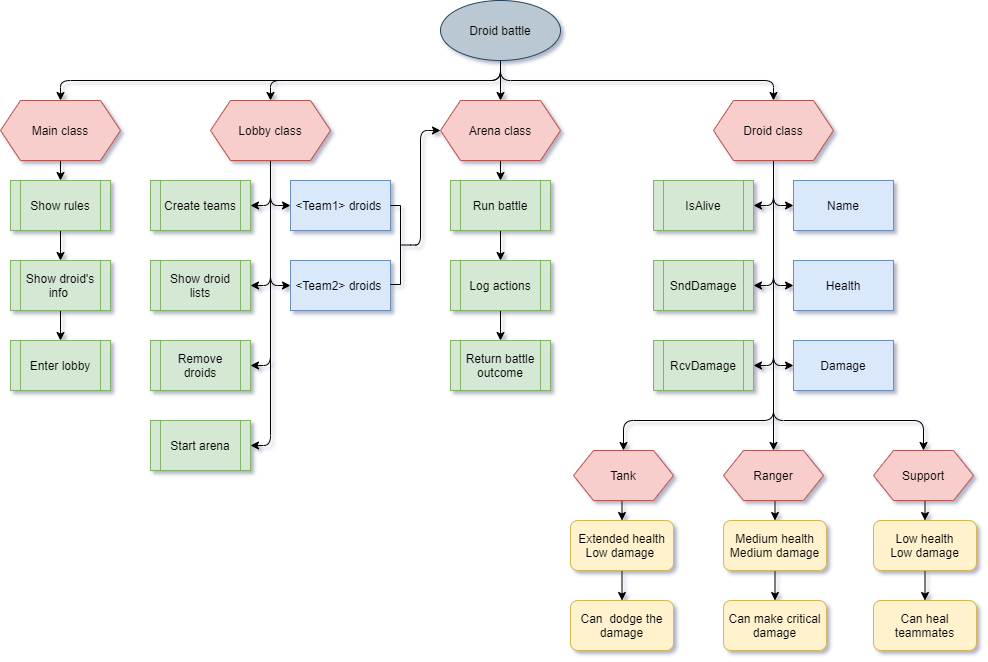 Droid battle
Main class
Lobby class
Arena class
Droid class
Show rules
Create teams
<Team1> droids
Run battle
IsAlive
Name
Show droid's
info
Show droid
lists
<Team2> droids
Log actions
SndDamage
Health
Enter lobby
Remove
droids
Return battle
outcome
RcvDamage
Damage
Start arena
Tank
Ranger
Support
Extended health
Low damage
Medium health
Medium damage
Low health
Low damage
Can  dodge the
damage
Can make critical
damage
Can heal
teammates